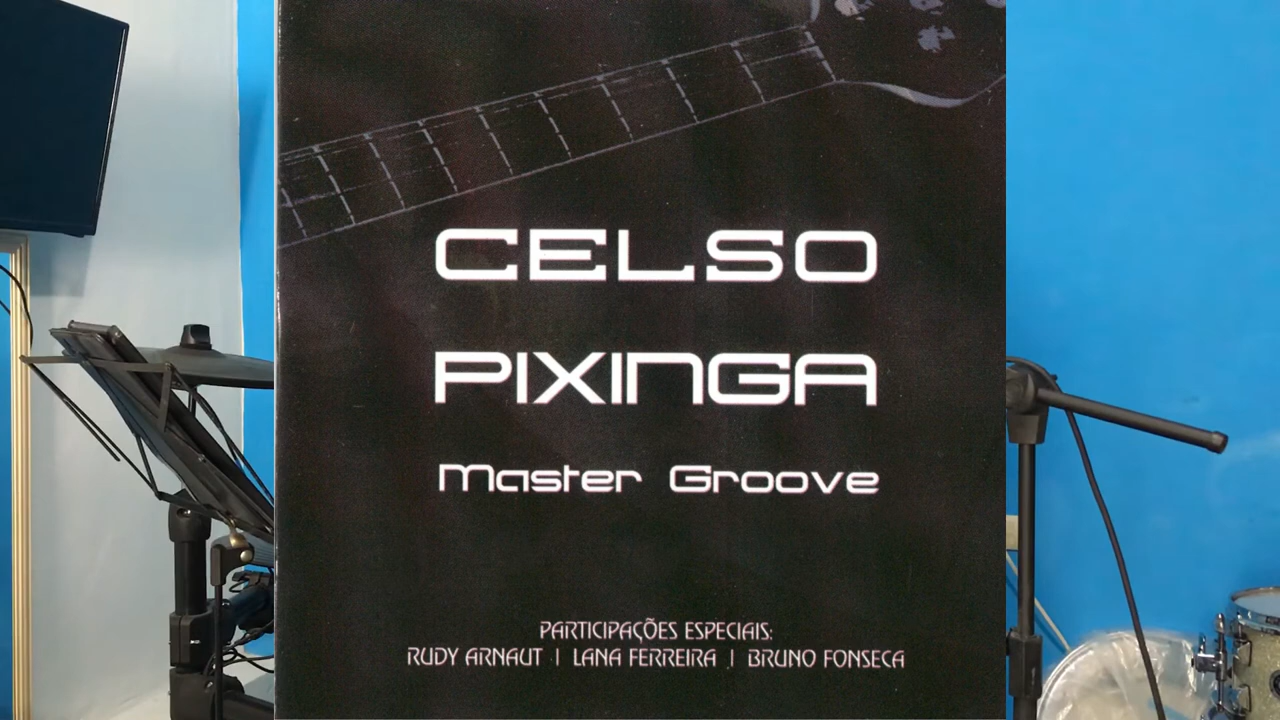 CELSO
PIXINGA
Master Groove
PARTICIPAÇÕES ESPECIAIS:
RUDY ARNAUT | LANA FERREIRA | BRUNO FONSECA